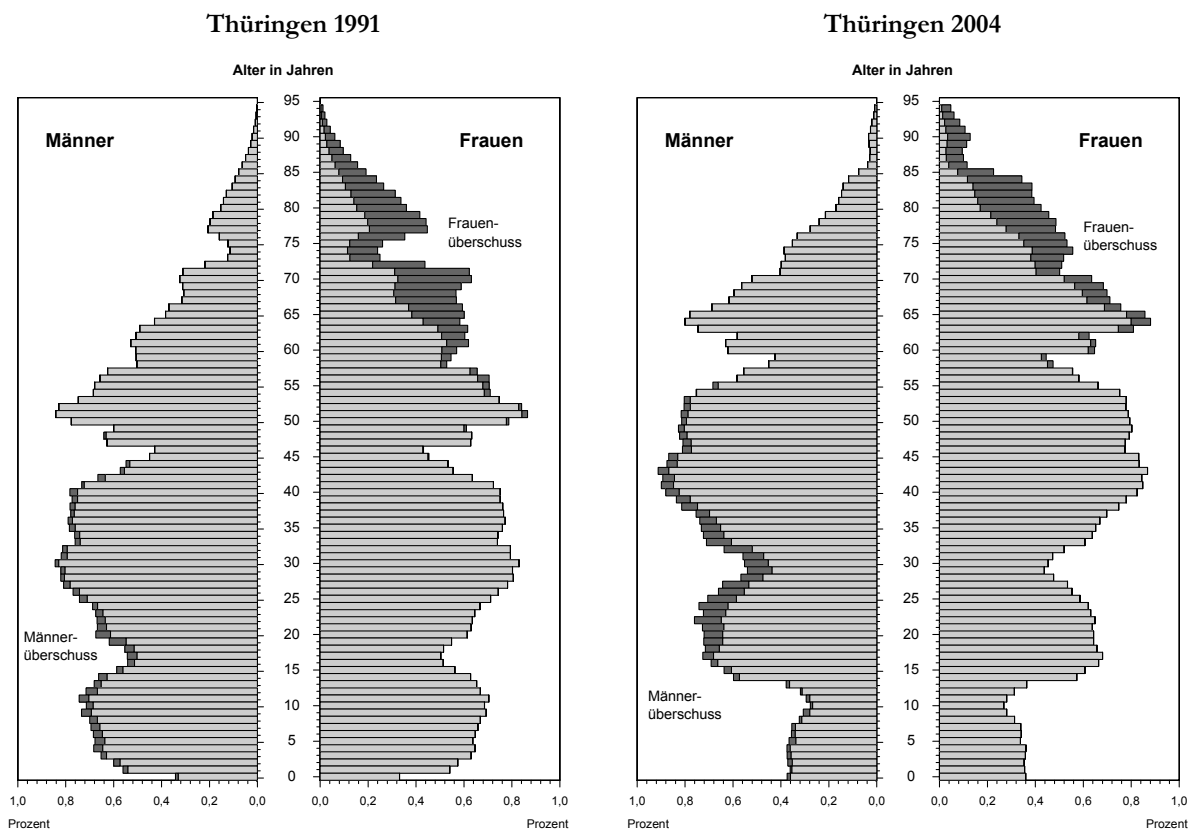 Thüringen 1991
Alter in Jahren
Männer
Frauen
95
90
85
80
75
70
65
60
55
50
45
40
35
30
25
20
15
10
5
0
Frauen-
überschuss
Männer-
überschuss
1,0 0,8 0,6 0,4 0,2 0,0
0,0 0,2 0,4 0,6 0,8 1,0
Prozent
Prozent
Thüringen 2004
Alter in Jahren
Männer
Frauen
95
90
85
80
75
70
65
60
55
50
45
40
35
30
25
20
15
10
5
0
Frauen-
überschuss
Männer-
überschuss
1,0 0,8 0,6 0,4 0,2 0,0
0,0 0,2 0,4 0,6 0,8 1,0
Prozent
Prozent